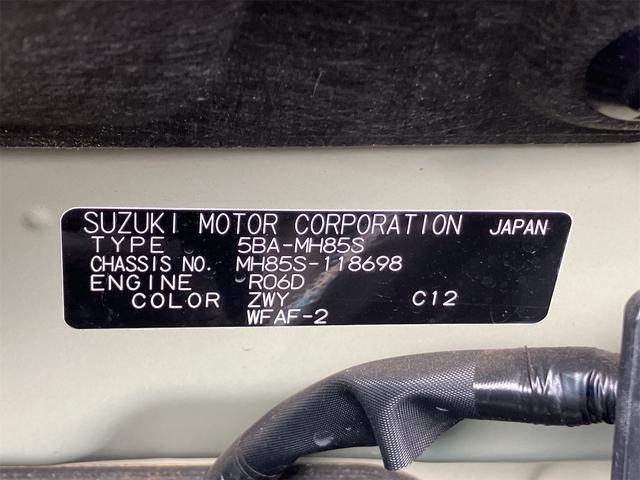 SUZUKI MOTOR CORPORATION JAPAN
TYPE 5BA-MH85S
CHASSIS NO. MH85S-118698
ENGINE R06D
COLOR ZWY C12
WFAF-2